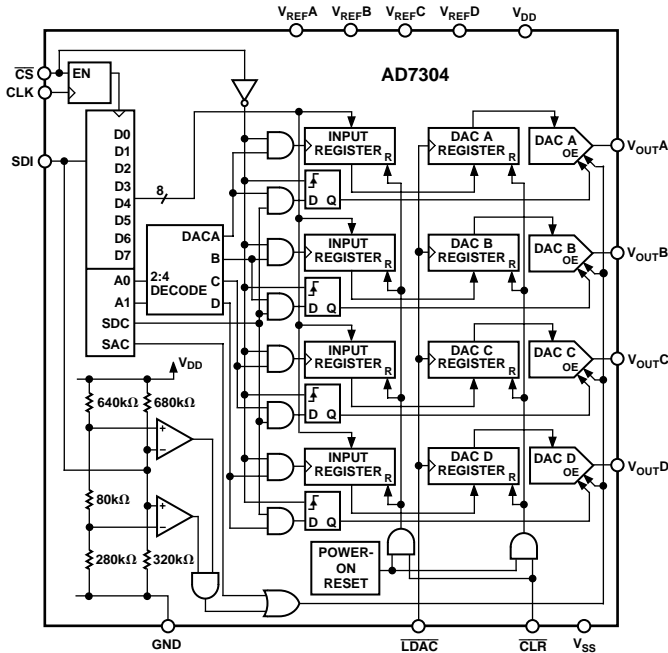 VREFA VREFB VREFC VREFD VDD
AD7304
CS
CLK
SDI
EN
D0
D1
D2
D3
D4
D5
D6
D7
A0
A1
SDC
SAC
8
2:4
DECODE
DACA
B
C
D
INPUT
REGISTER
R
DAC A
REGISTER
R
DAC A
OE
VOUTA
D Q
INPUT
REGISTER
R
DAC B
REGISTER
R
DAC B
OE
VOUTB
D Q
INPUT
REGISTER
R
DAC C
REGISTER
R
DAC C
OE
VOUTC
D Q
INPUT
REGISTER
R
DAC D
REGISTER
R
DAC D
OE
VOUTD
D Q
VDD
640kΩ 680kΩ
+
–
80kΩ
+
–
280kΩ 320kΩ
POWER-
ON
RESET
GND LDAC CLR VSS